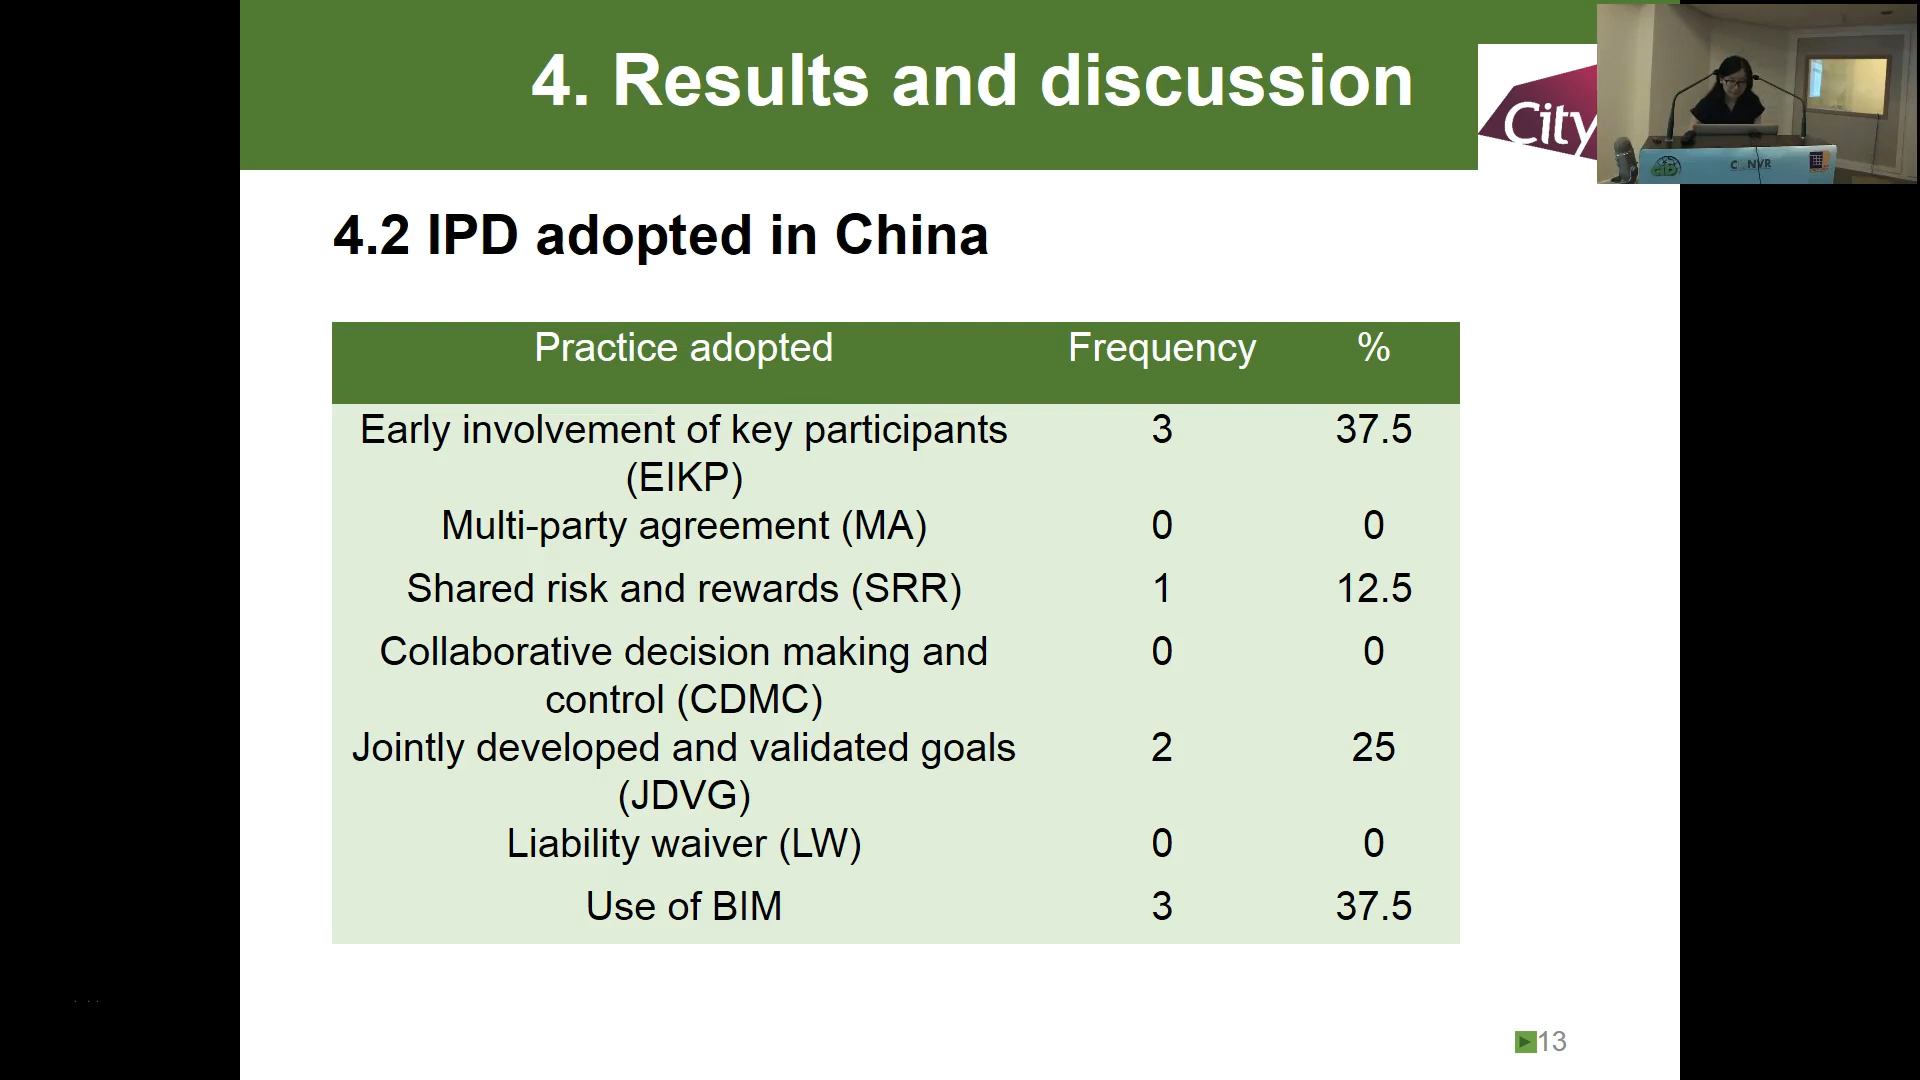 4. Results and discussion
City
CONVR
4.2 IPD adopted in China
Practice adopted Frequency %
Early involvement of key participants 3 37.5
(EIKP)
Multi-party agreement (MA) 0 0
Shared risk and rewards (SRR) 1 12.5
Collaborative decision making and 0 0
control (CDMC)
Jointly developed and validated goals 2 25
(JDVG)
Liability waiver (LW) 0 0
Use of BIM 3 37.5
13